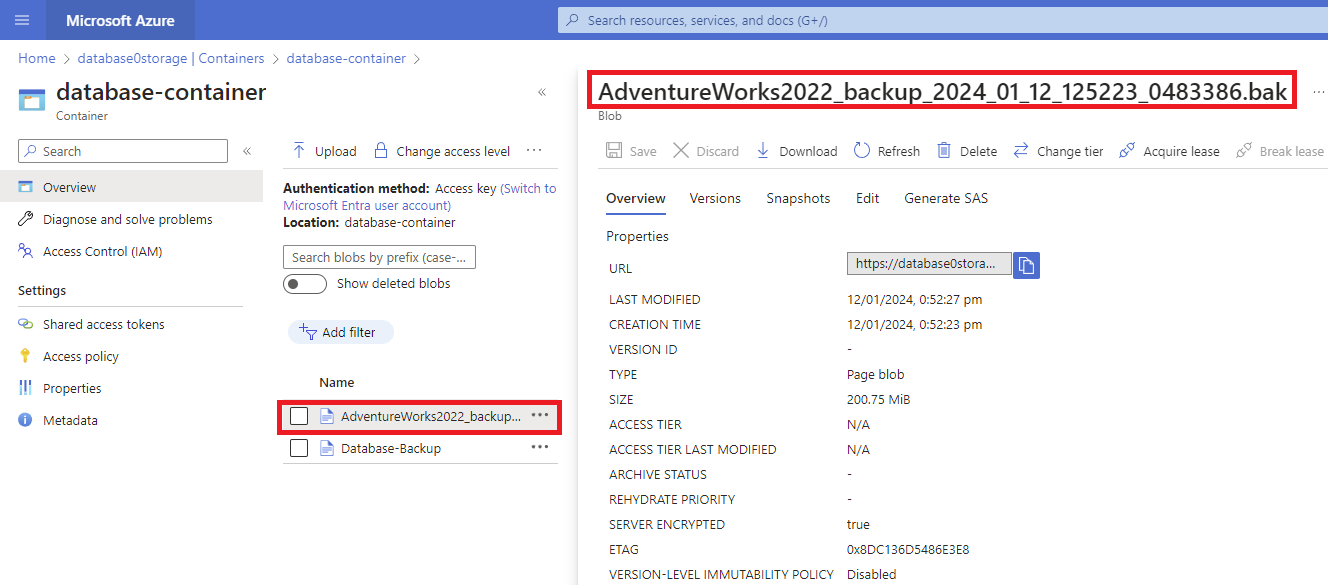 Microsoft Azure
Search resources, services, and docs (G+/)
Home > database0storage | Containers > database-container >
database-container
Container
Search
Overview
Diagnose and solve problems
Access Control (IAM)
Settings
Shared access tokens
Access policy
Properties
Metadata
Upload
Change access level
Authentication method: Access key (Switch to
Microsoft Entra user account)
Location: database-container
Search blobs by prefix (case-...
Show deleted blobs
Add filter
Name
AdventureWorks2022_backup...
Database-Backup
AdventureWorks2022_backup_2024_01_12_125223_0483386.bak
Blob
Save Discard Download Refresh Delete Change tier Acquire lease Break lease
Overview Versions Snapshots Edit Generate SAS
Properties
URL https://database0stora...
LAST MODIFIED 12/01/2024, 0:52:27 pm
CREATION TIME 12/01/2024, 0:52:23 pm
VERSION ID -
TYPE Page blob
SIZE 200.75 MiB
ACCESS TIER N/A
ACCESS TIER LAST MODIFIED N/A
ARCHIVE STATUS -
REHYDRATE PRIORITY -
SERVER ENCRYPTED true
ETAG 0x8DC136D5486E3E8
VERSION-LEVEL IMMUTABILITY POLICY Disabled